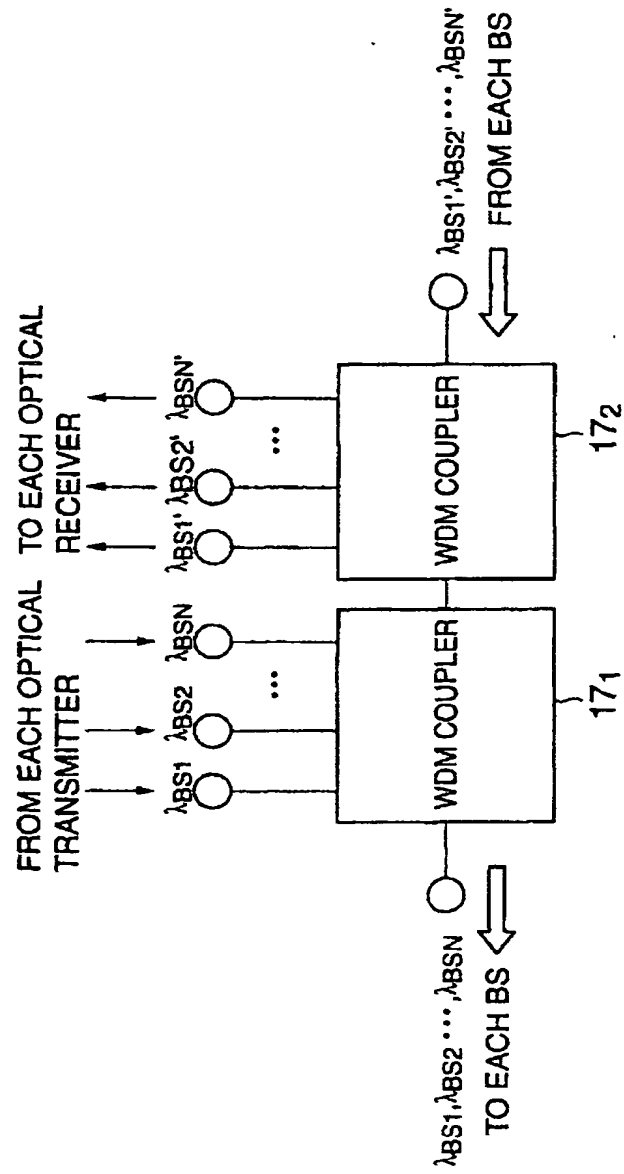 FROM EACH OPTICAL
TRANSMITTER
TO EACH OPTICAL
RECEIVER
λBS1 λBS2 λBSN
...
λBS1' λBS2' λBSN'
...
WDM COUPLER
WDM COUPLER
λBS1,λBS2 ...,λBSN
TO EACH BS
λBS1',λBS2' ...,λBSN'
FROM EACH BS
17₁
17₂